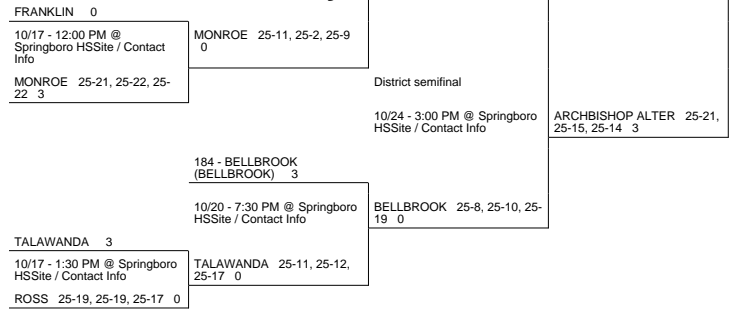 FRANKLIN 0
10/17 - 12:00 PM @
Springboro HSSite / Contact
Info
MONROE 25-21, 25-22, 25-
22 3
MONROE 25-11, 25-2, 25-9
0
District semifinal
10/24 - 3:00 PM @ Springboro
HSSite / Contact Info
ARCHBISHOP ALTER 25-21,
25-15, 25-14 3
184 - BELLBROOK
(BELLBROOK) 3
10/20 - 7:30 PM @ Springboro
HSSite / Contact Info
BELLBROOK 25-8, 25-10, 25-
19 0
TALAWANDA 3
10/17 - 1:30 PM @ Springboro
HSSite / Contact Info
TALAWANDA 25-11, 25-12,
25-17 0
ROSS 25-19, 25-19, 25-17 0